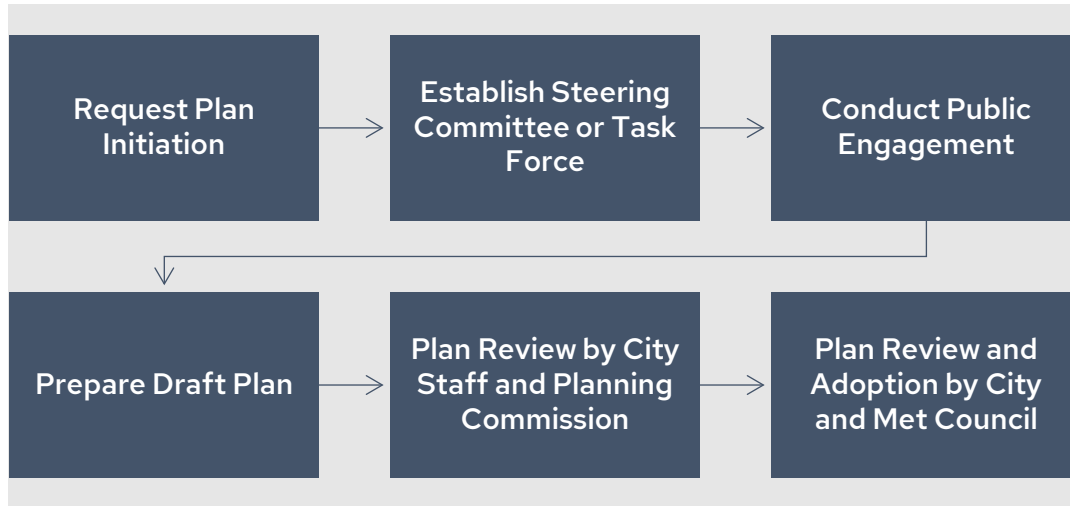 Request Plan
Initiation
Establish Steering
Committee or Task
Force
Conduct Public
Engagement
Prepare Draft Plan
Plan Review by City
Staff and Planning
Commission
Plan Review and
Adoption by City
and Met Council